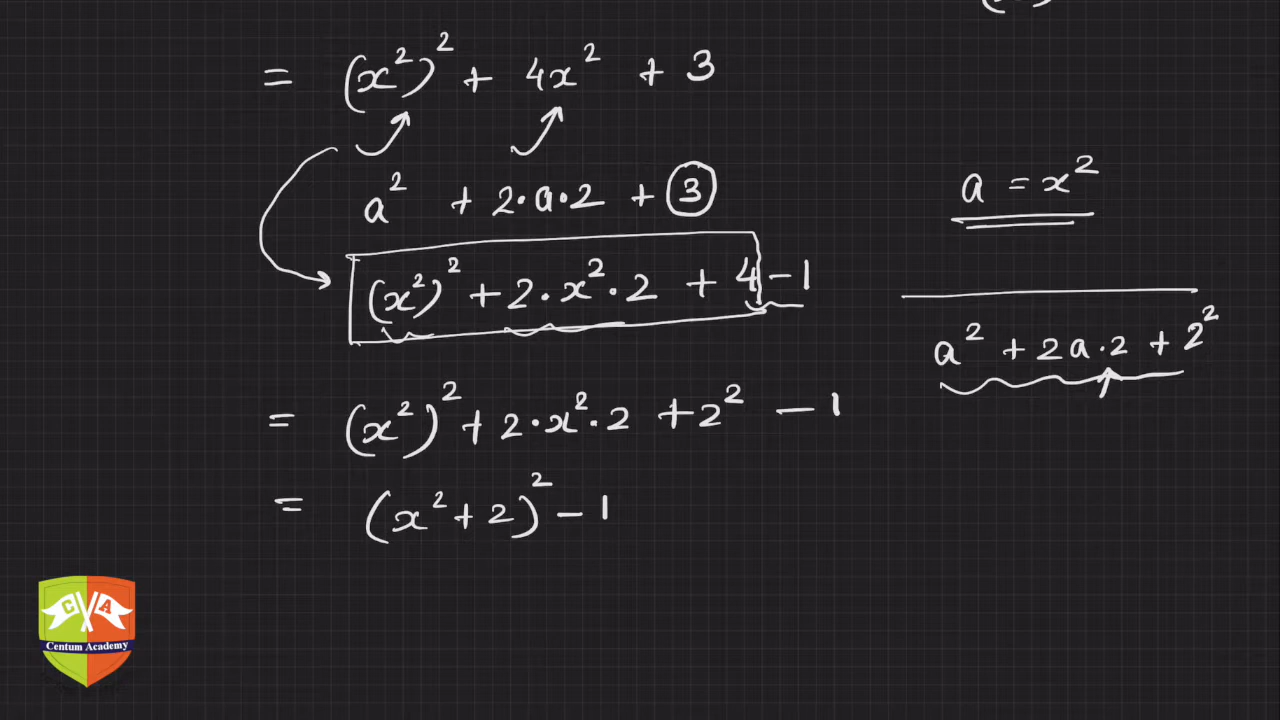 = (x²)² + 4x² + 3
a² + 2·a·2 + 3
a = x²
(x²)² + 2·x²·2 + 4 - 1
a² + 2a·2 + 2²
= (x²)² + 2·x²·2 + 2² - 1
= (x² + 2)² - 1
C A
Centum Academy